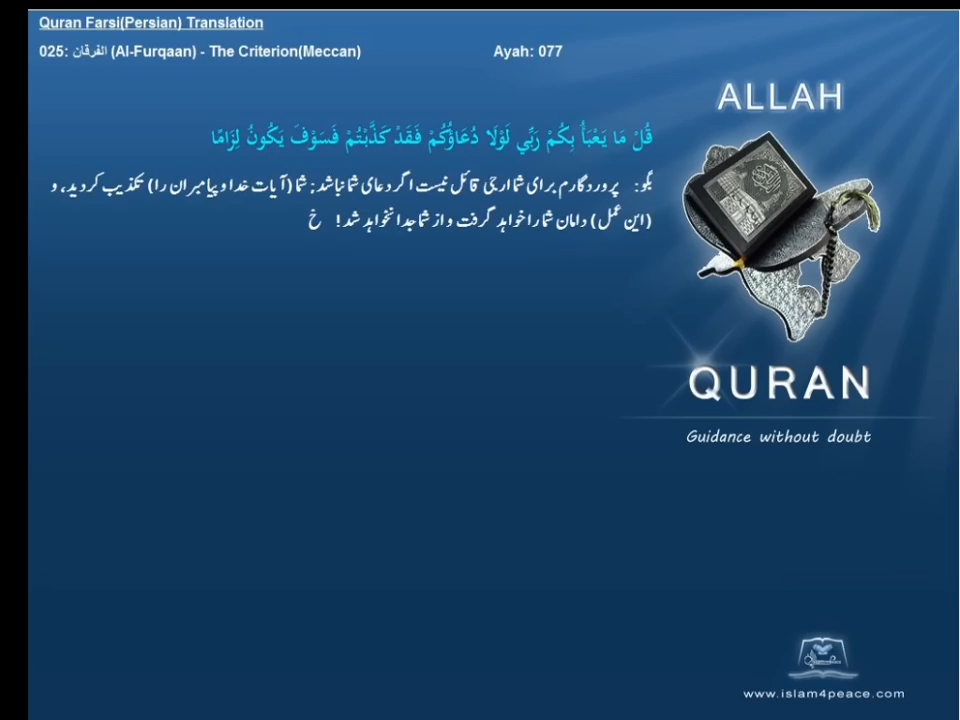 Quran Farsi(Persian) Translation
025: الفرقان (Al-Furqaan) - The Criterion(Meccan) Ayah: 077
ALLAH
قُلْ مَا يَعْبَأُ بِكُمْ رَبِّي لَوْلَا دُعَاؤُكُمْ فَقَدْ كَذَّبْتُمْ فَسَوْفَ يَكُونُ لِزَامًا
بگو: پروردگارم برای شما ارجی قائل نیست اگر دعای شما نباشد; شما (آیات خدا و پیامبران را) تکذیب کردید، و
(این عمل) دامان شما را خواهد گرفت و از شما جدا نخواهد شد! خ
QURAN
Guidance without doubt
www.islam4peace.com